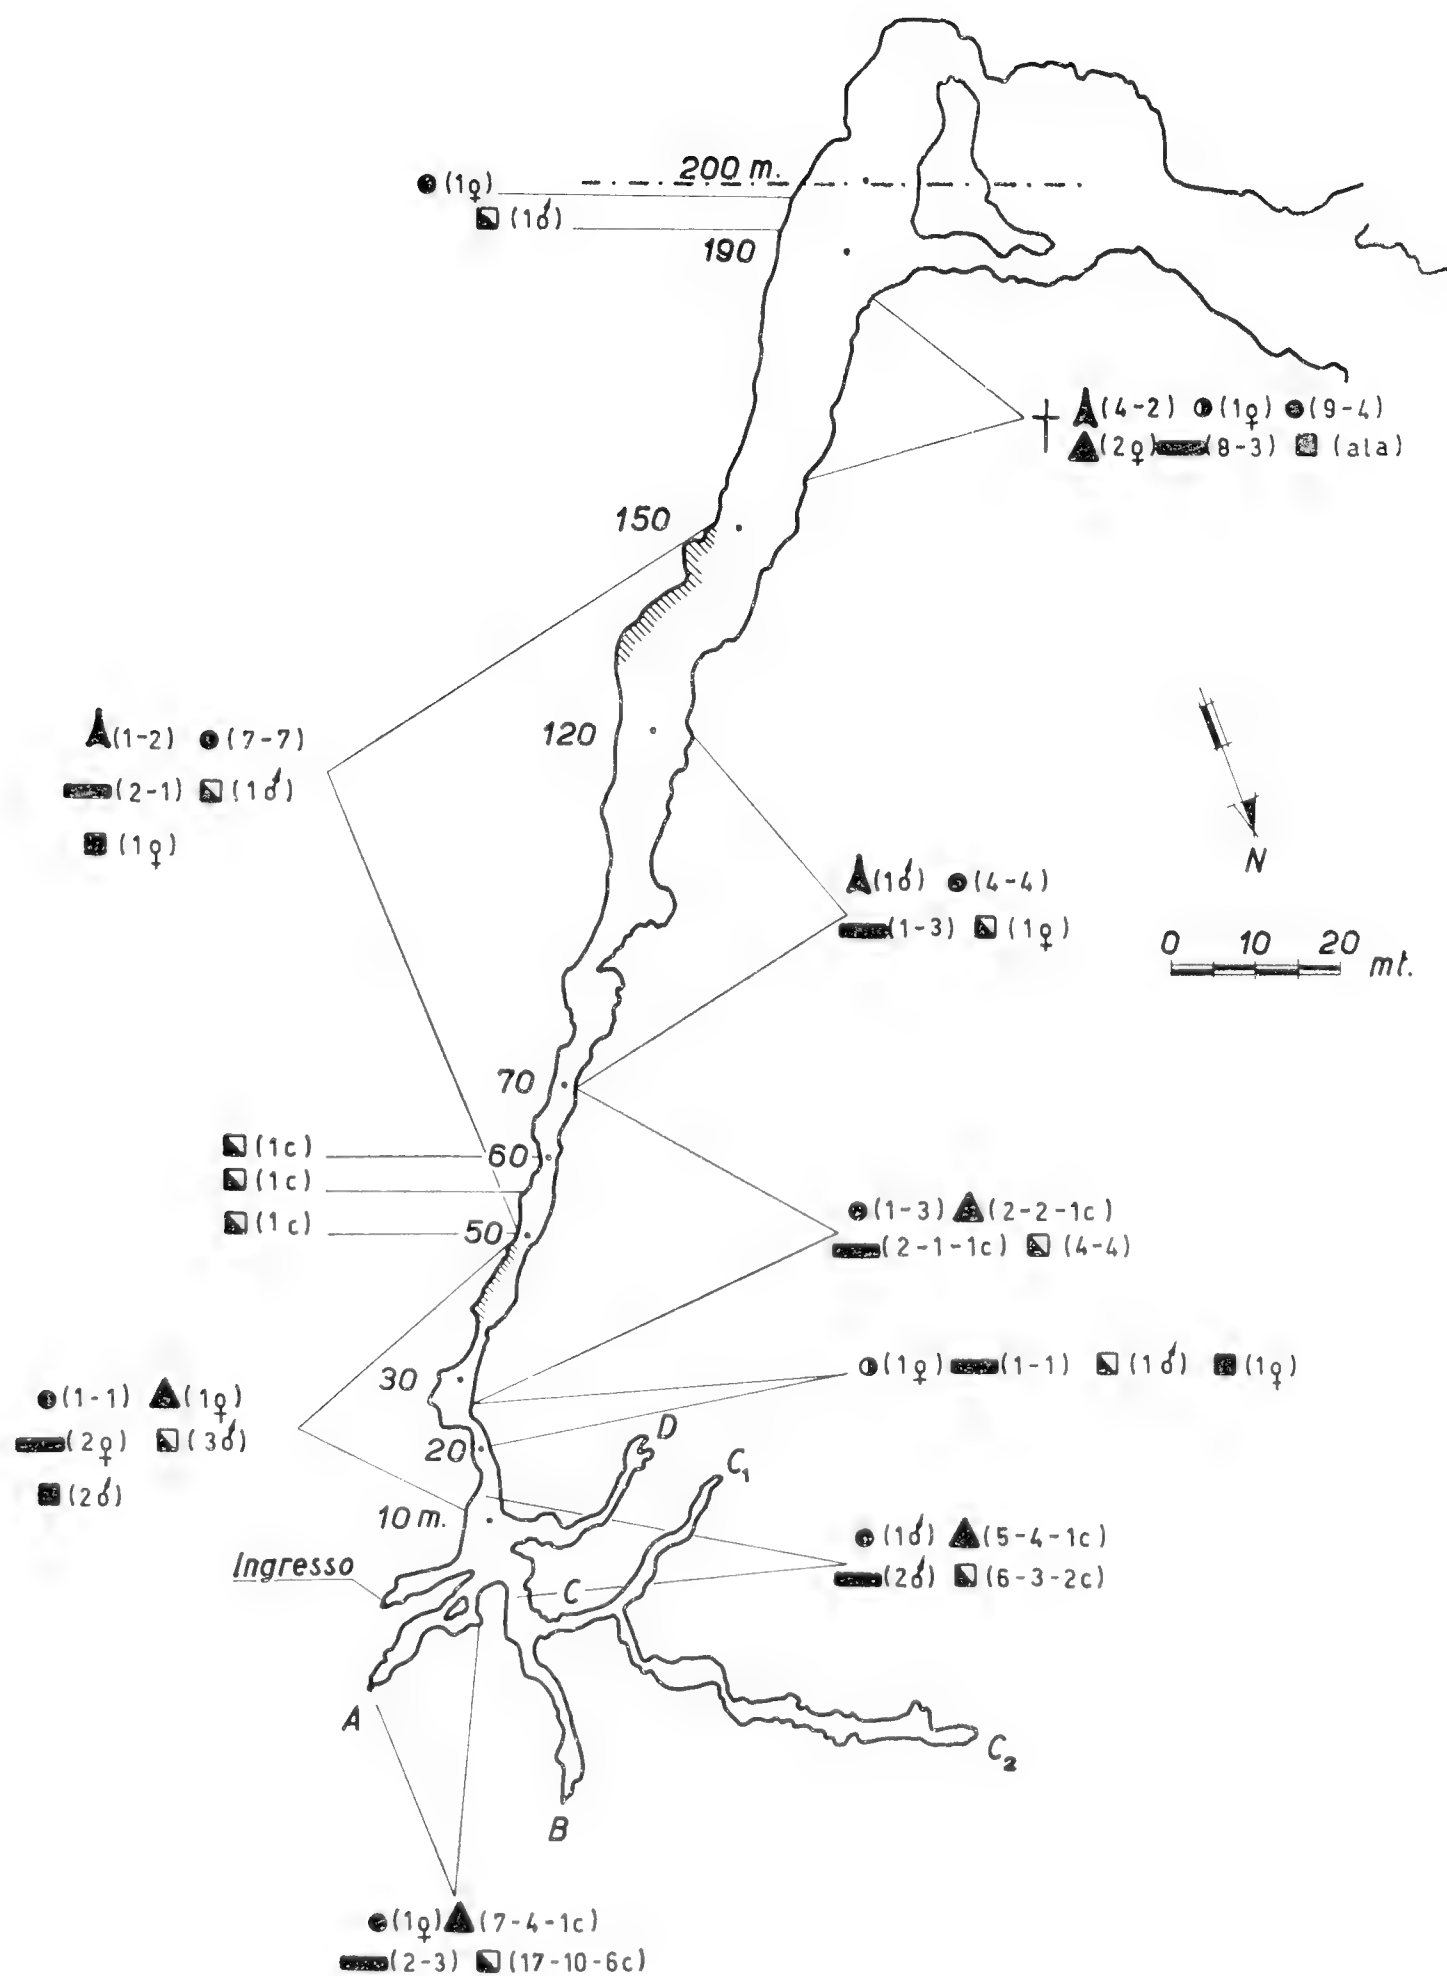 200 m.
(1♀)
(1♂)
190
(4-2) (1♀) (9-4)
(2♀) (8-3) (ala)
150
120
(1-2) (7-7)
(2-1) (1♂)
(1♀)
N
(1♂) (4-4)
(1-3) (1♀)
0 10 20 mt.
70
(1c)
60
(1c)
(1c)
50
(1-3) (2-2-1c)
(2-1-1c) (4-4)
(1♀) (1-1) (1♂) (1♀)
30
(1-1) (1♀)
(2♀) (3♂)
(2♂)
20
D
C1
10 m.
(1♂) (5-4-1c)
(2♂) (6-3-2c)
Ingresso
C
A
C2
B
(1♀) (7-4-1c)
(2-3) (17-10-6c)